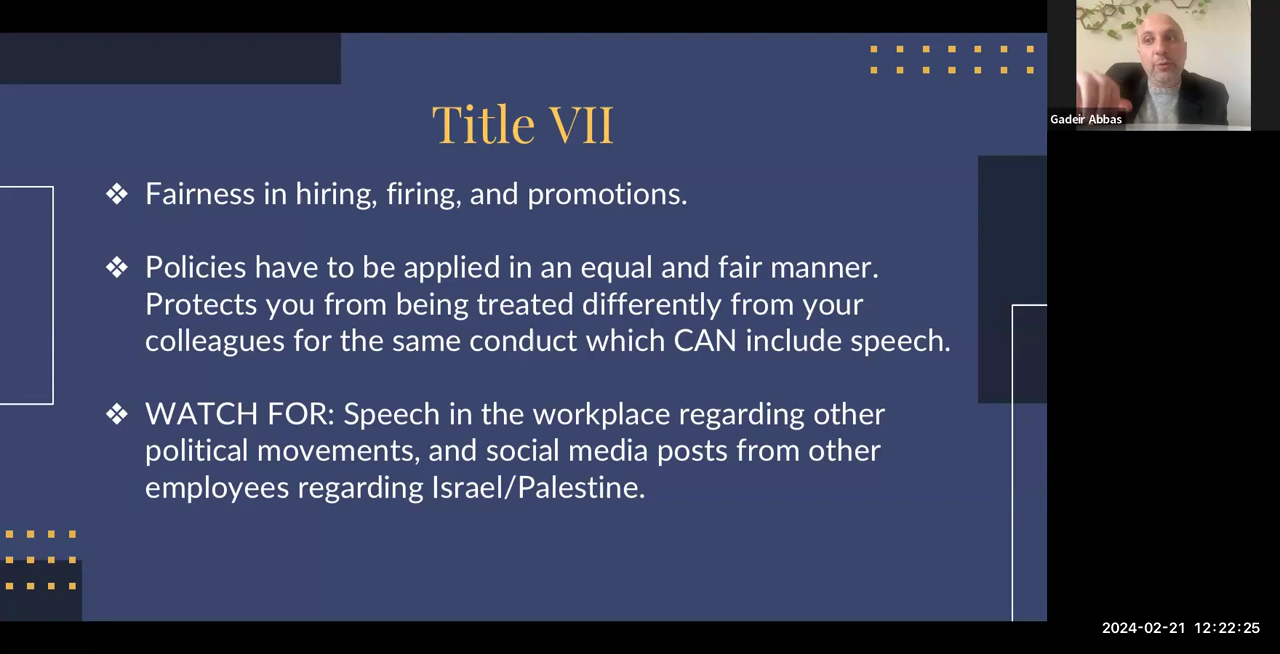 Title VII
❖ Fairness in hiring, firing, and promotions.
❖ Policies have to be applied in an equal and fair manner.
Protects you from being treated differently from your
colleagues for the same conduct which CAN include speech.
❖ WATCH FOR: Speech in the workplace regarding other
political movements, and social media posts from other
employees regarding Israel/Palestine.
Gadeir Abbas
2024-02-21 12:22:25